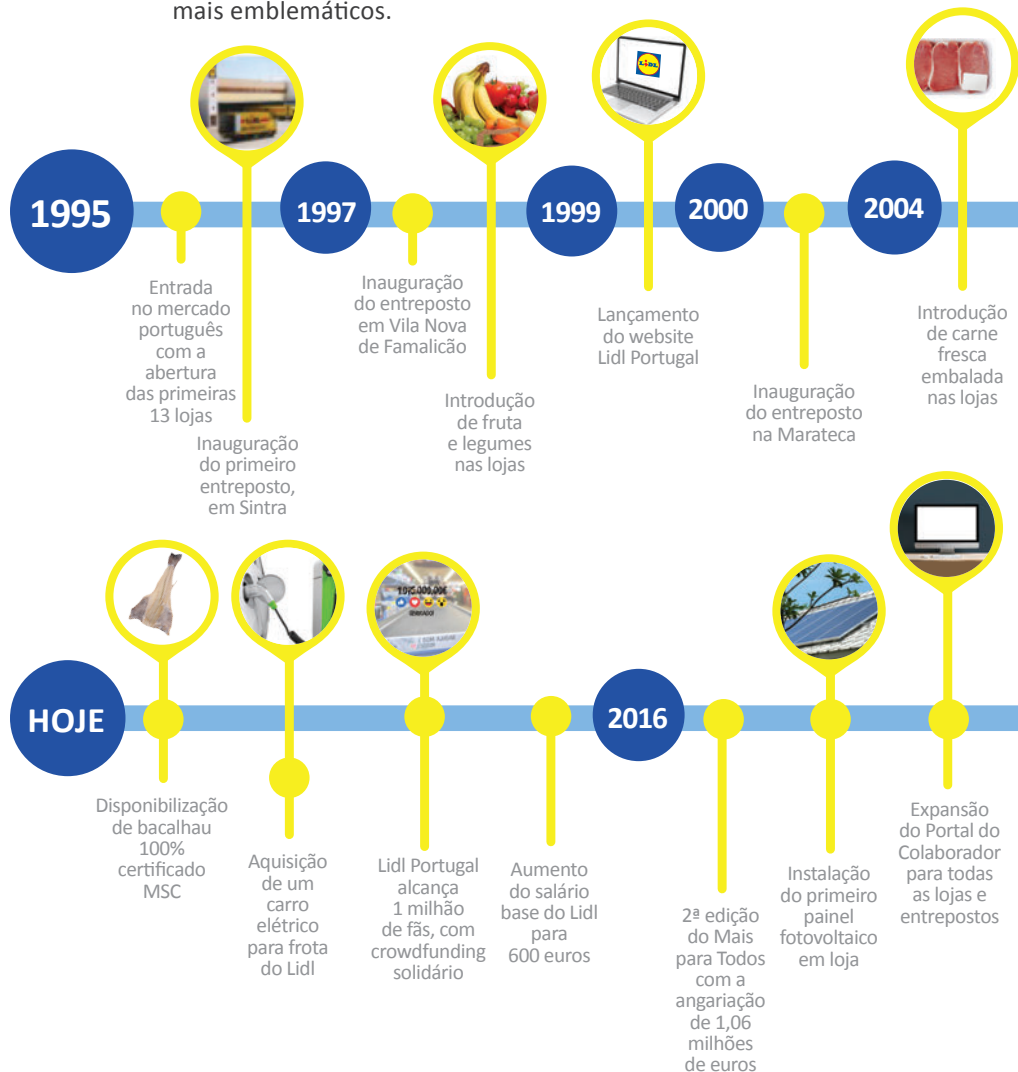 mais emblemáticos.
1995
Entrada
no mercado
português
com a
abertura
das primeiras
13 lojas
Inauguração
do primeiro
entreposto,
em Sintra
1997
Inauguração
do entreposto
em Vila Nova
de Famalicão
Introdução
de fruta
e legumes
nas lojas
1999
LIDL
Lançamento
do website
Lidl Portugal
2000
Inauguração
do entreposto
na Marateca
2004
Introdução
de carne
fresca
embalada
nas lojas
HOJE
Disponibilização
de bacalhau
100%
certificado
MSC
Aquisição
de um
carro
elétrico
para frota
do Lidl
Lidl Portugal
alcança
1 milhão
de fãs, com
crowdfunding
solidário
Aumento
do salário
base do Lidl
para
600 euros
2016
2ª edição
do Mais
para Todos
com a
angariação
de 1,06
milhões
de euros
Instalação
do primeiro
painel
fotovoltaico
em loja
Expansão
do Portal do
Colaborador
para todas
as lojas e
entrepostos